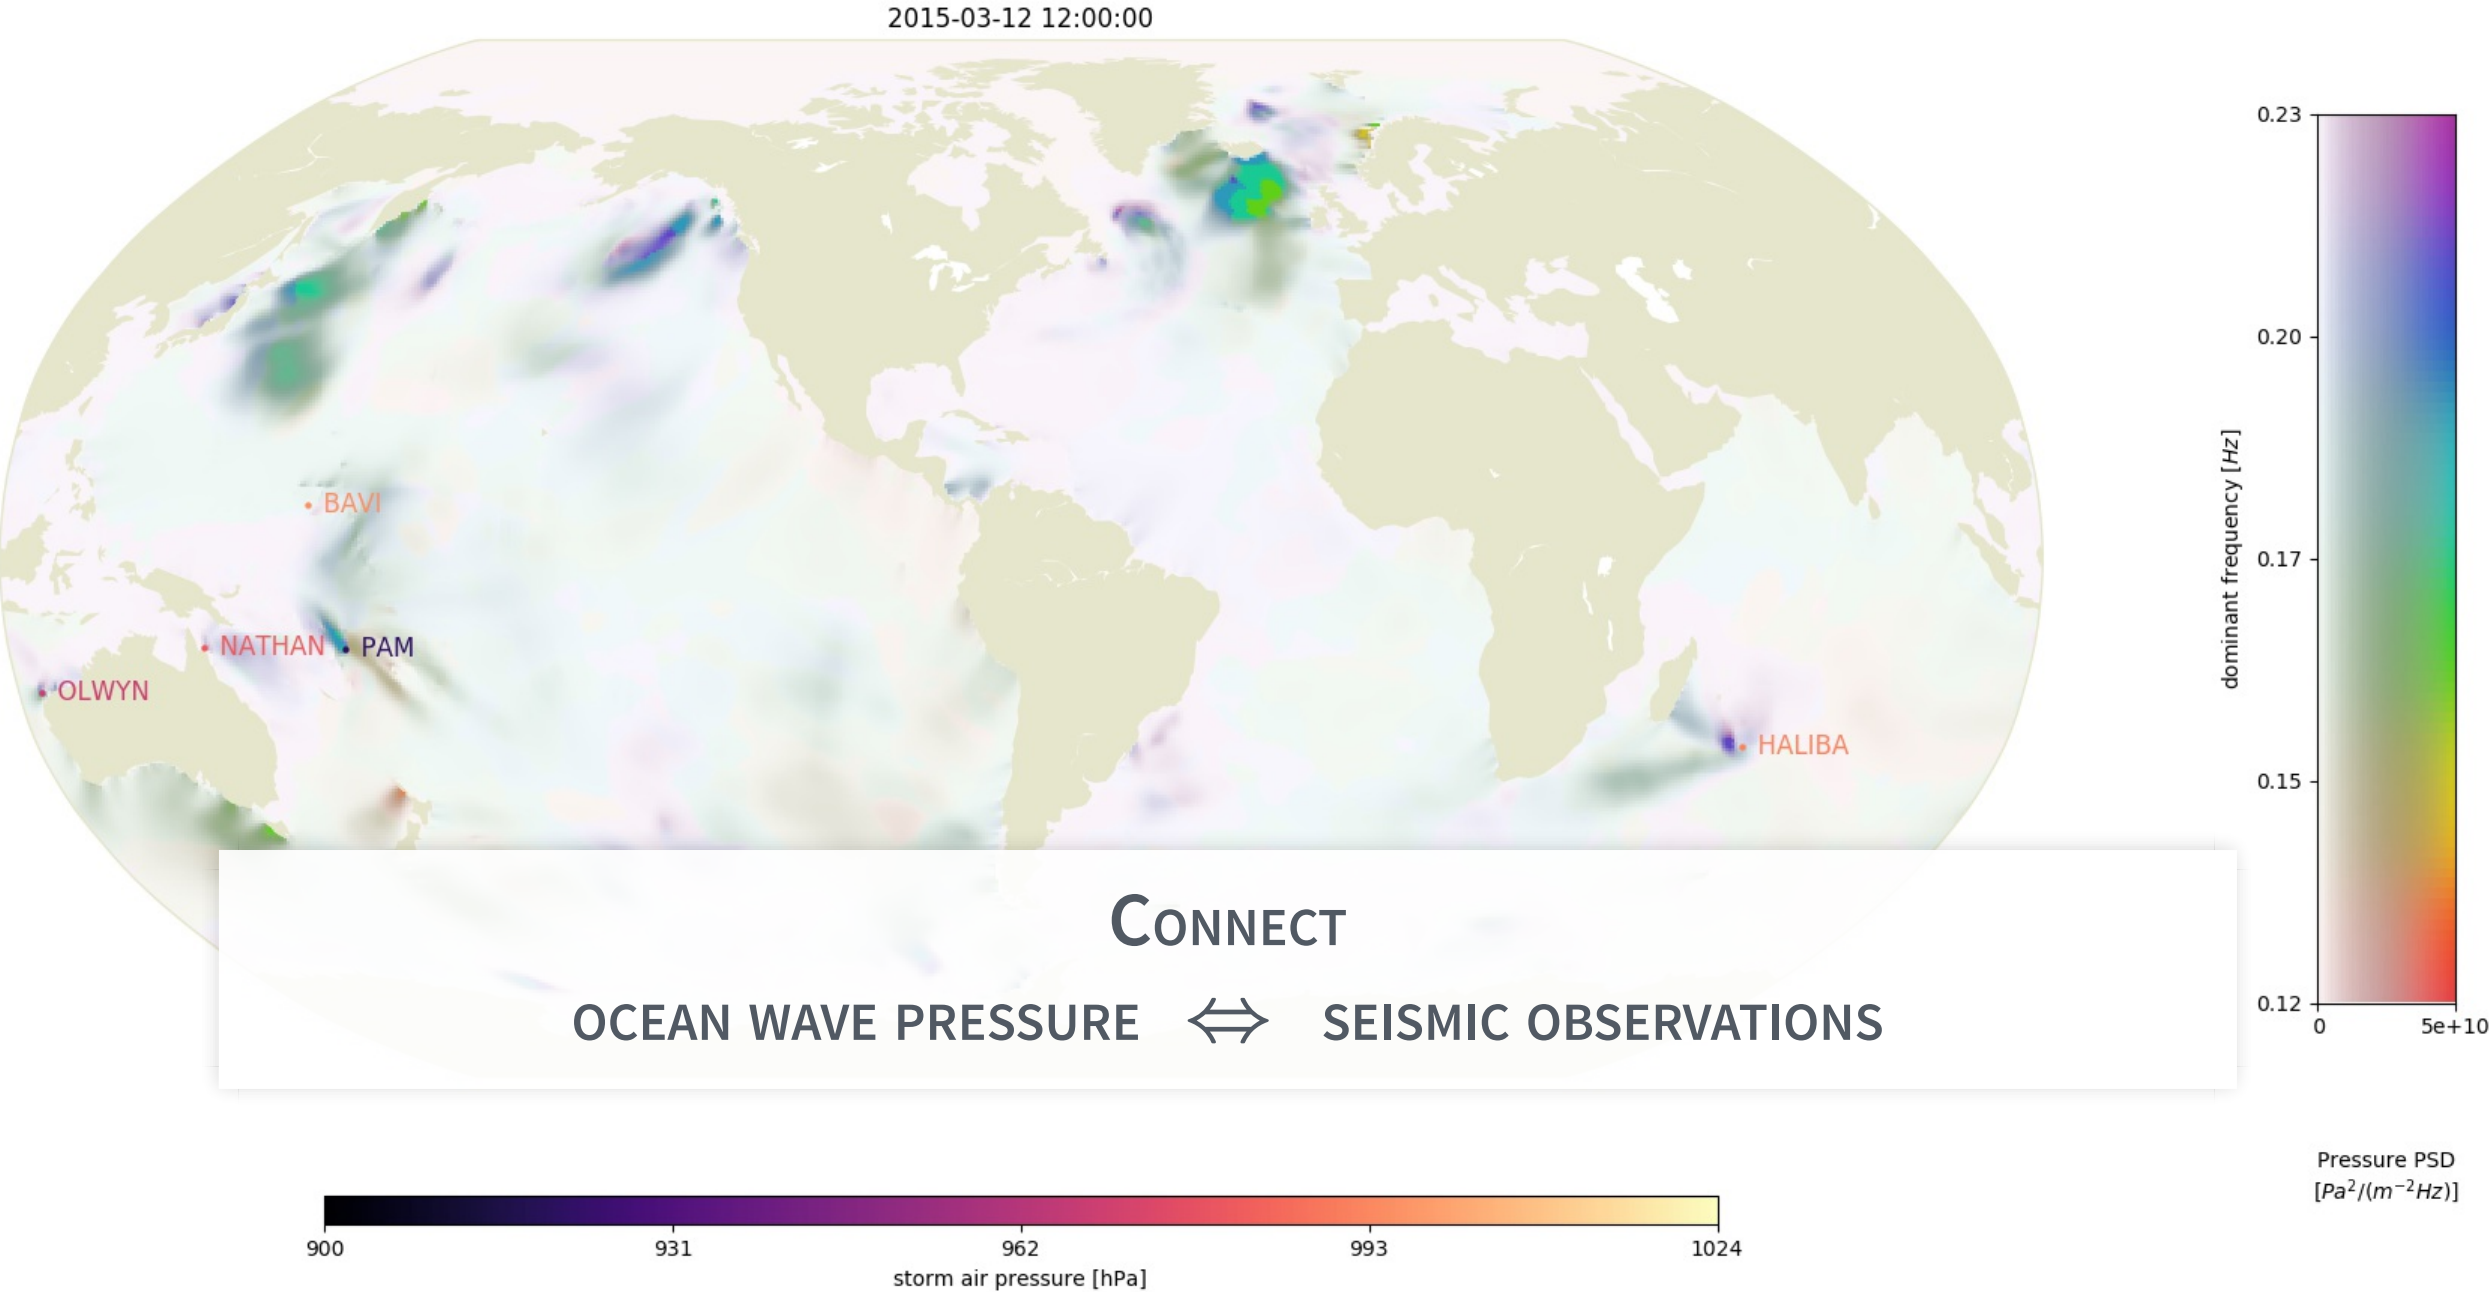 2015-03-12 12:00:00
BAVI
NATHAN
PAM
OLWYN
HALIBA
Connect
ocean wave pressure ⇔ seismic observations
900
931
962
993
1024
storm air pressure [hPa]
0.23
0.20
0.17
0.15
0.12
dominant frequency [Hz]
0
5e+10
Pressure PSD
[Pa²/(m⁻²Hz)]